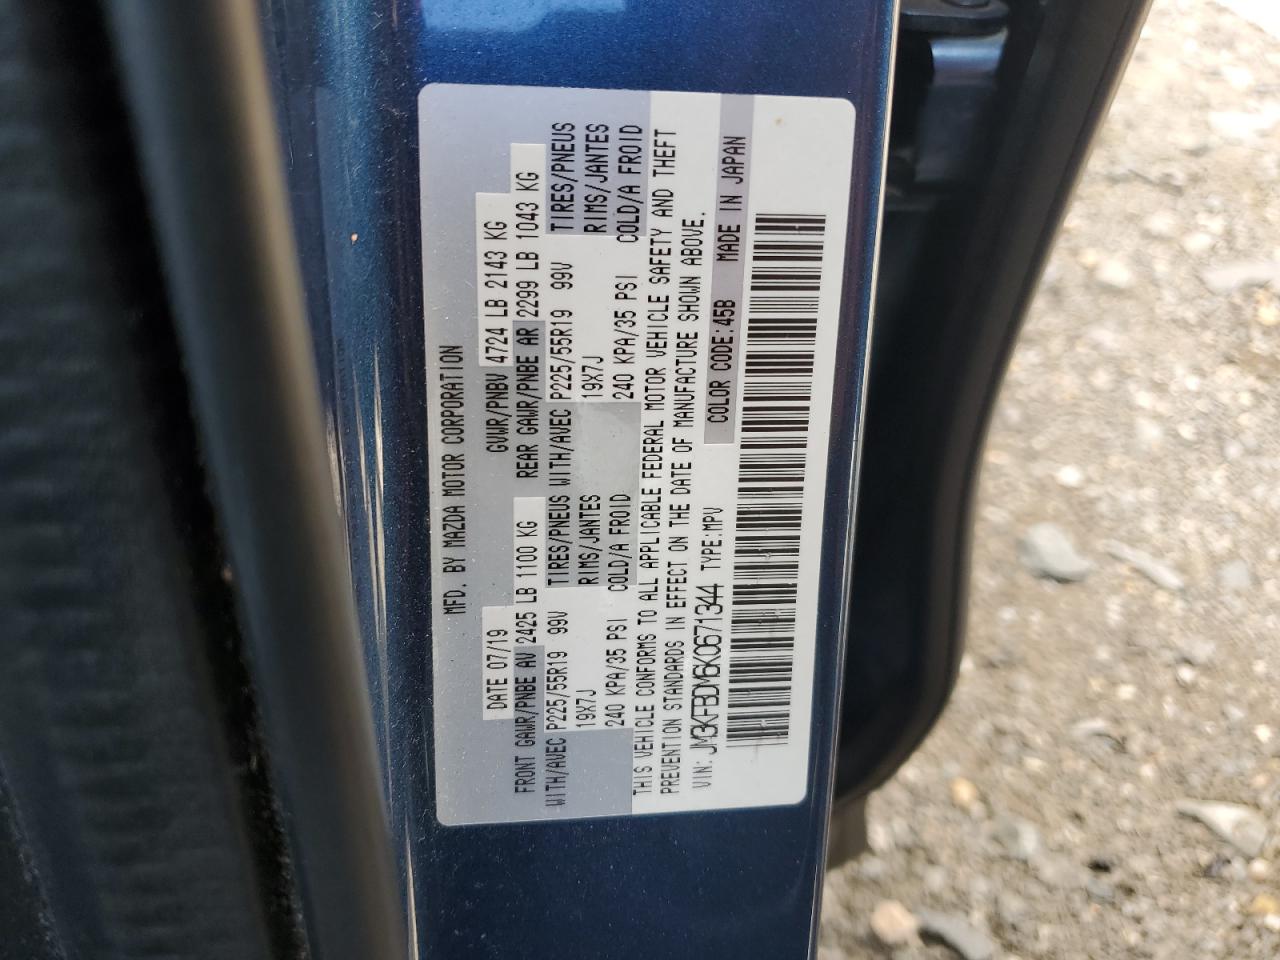 MFD. BY MAZDA MOTOR CORPORATION
DATE 07/19 GVWR/PNBV 4724 LB 2143 KG
FRONT GAWR/PNBE AV 2425 LB 1100 KG REAR GAWR/PNBE AR 2299 LB 1043 KG
WITH/AVEC P225/55R19 99V TIRES/PNEUS WITH/AVEC P225/55R19 99V TIRES/PNEUS
19X7J RIMS/JANTES 19X7J RIMS/JANTES
240 KPA/35 PSI COLD/A FROID 240 KPA/35 PSI COLD/A FROID
THIS VEHICLE CONFORMS TO ALL APPLICABLE FEDERAL MOTOR VEHICLE SAFETY AND THEFT
PREVENTION STANDARDS IN EFFECT ON THE DATE OF MANUFACTURE SHOWN ABOVE.
VIN: JM3KFBDM6K0671344 TYPE:MPV COLOR CODE:45B MADE IN JAPAN